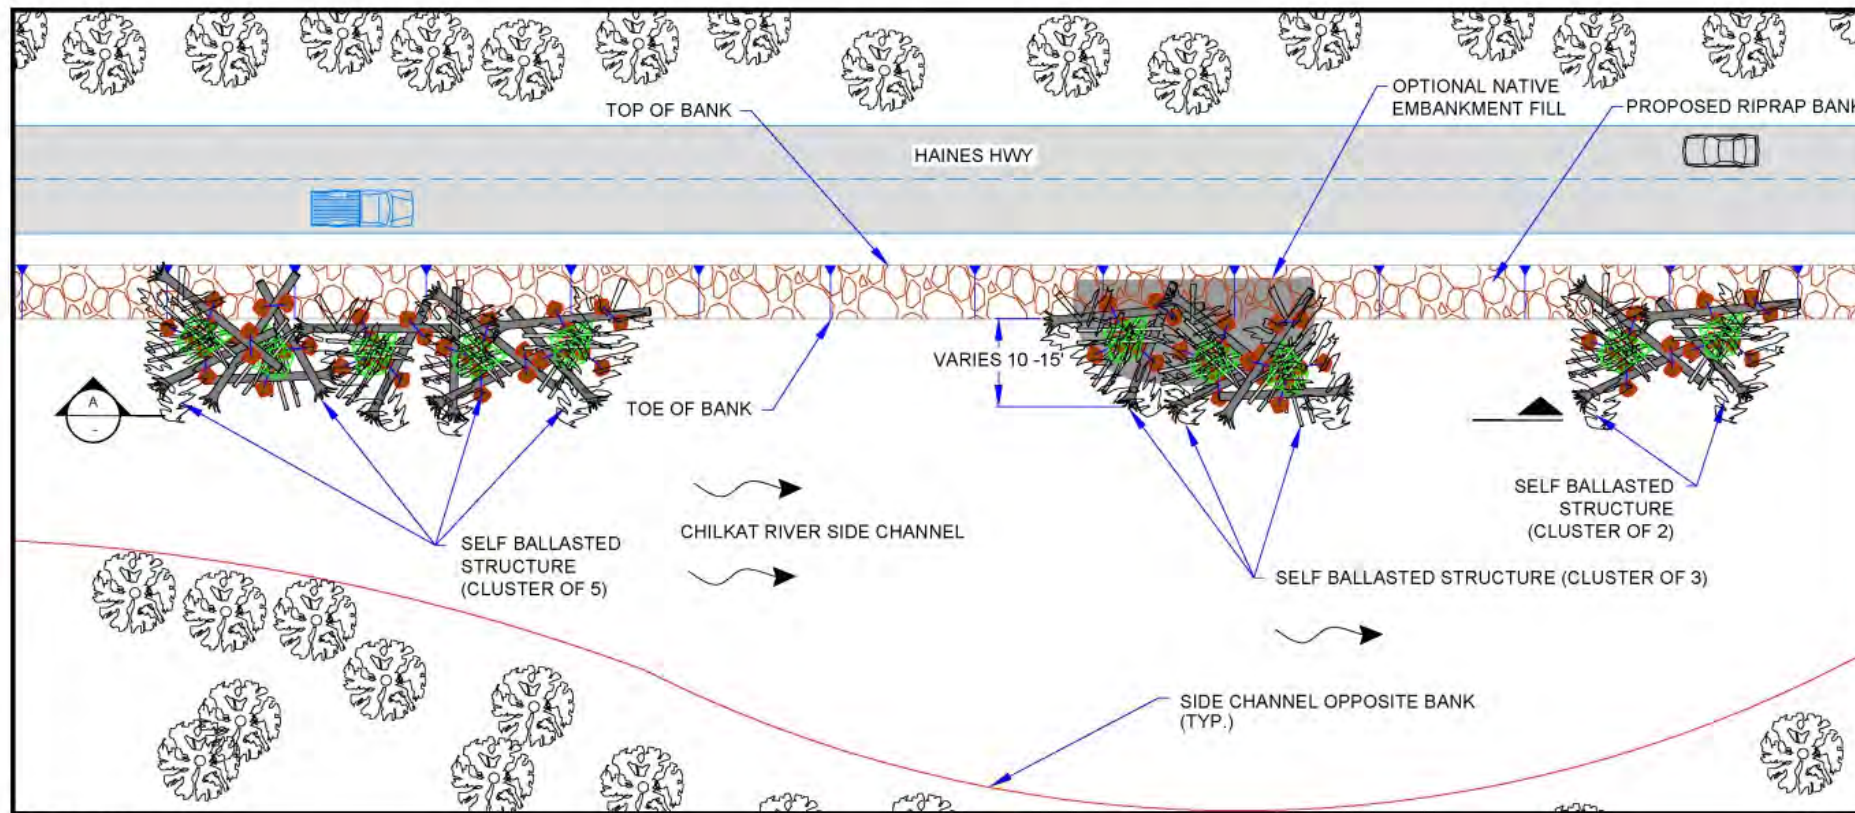 OPTIONAL NATIVE
EMBANKMENT FILL
TOP OF BANK
PROPOSED RIPRAP BANK
HAINES HWY
VARIES 10 -15'
A
-
TOE OF BANK
SELF BALLASTED
STRUCTURE
(CLUSTER OF 2)
CHILKAT RIVER SIDE CHANNEL
SELF BALLASTED
STRUCTURE
(CLUSTER OF 5)
SELF BALLASTED STRUCTURE (CLUSTER OF 3)
SIDE CHANNEL OPPOSITE BANK
(TYP.)